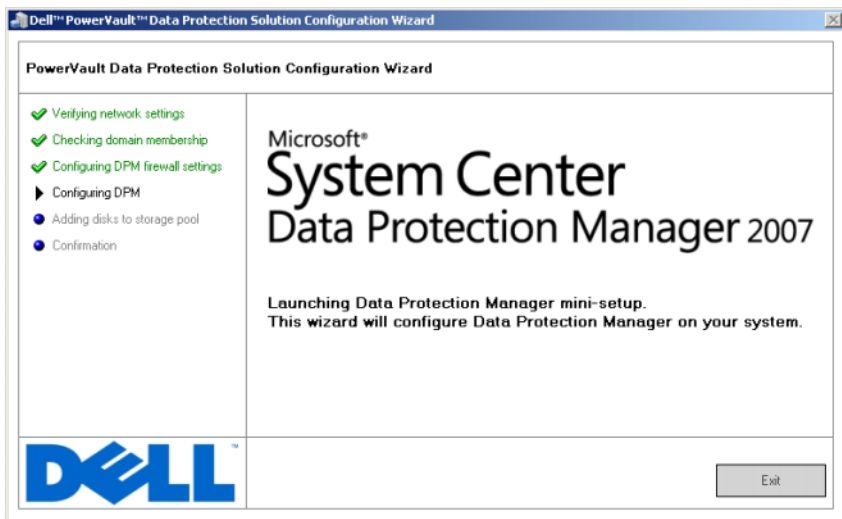 Dell™ PowerVault™ Data Protection Solution Configuration Wizard
PowerVault Data Protection Solution Configuration Wizard
Verifying network settings
Checking domain membership
Configuring DPM firewall settings
Configuring DPM
Adding disks to storage pool
Confirmation
Microsoft®
System Center
Data Protection Manager 2007
Launching Data Protection Manager mini-setup.
This wizard will configure Data Protection Manager on your system.
DELL™
Exit